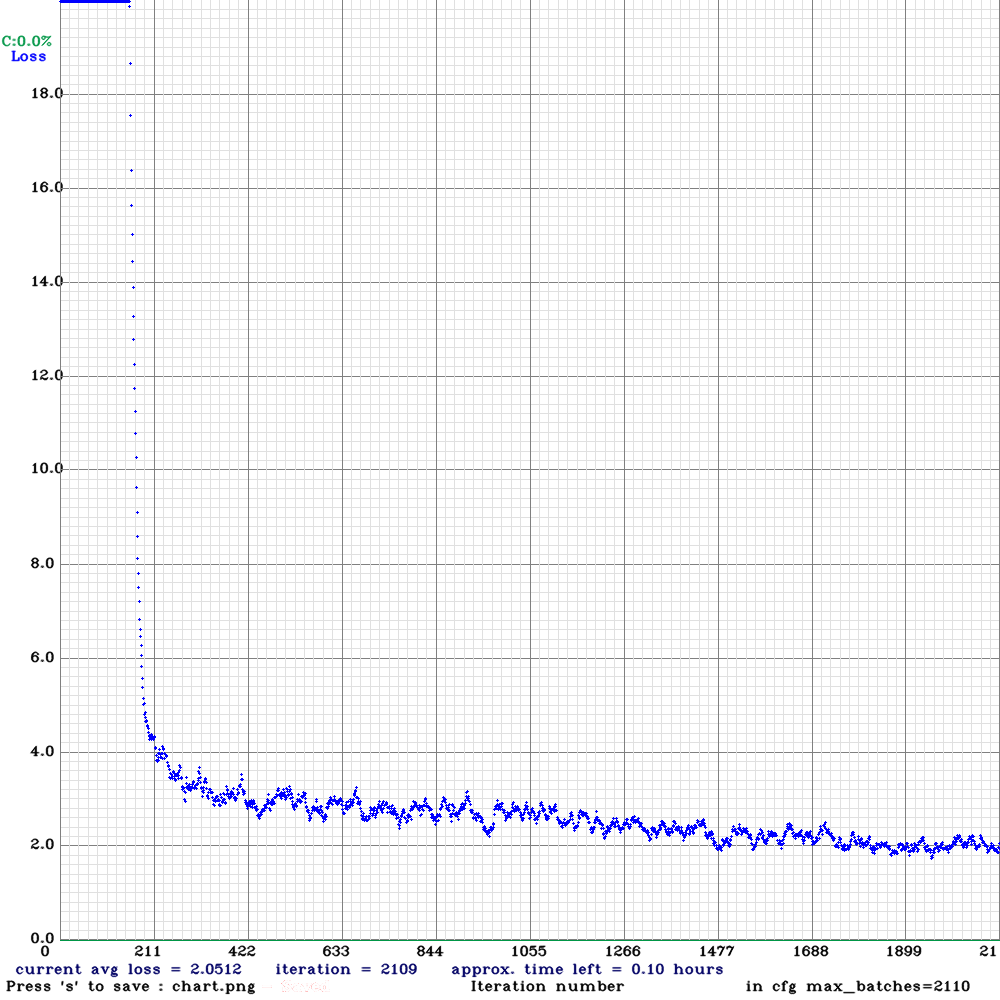 C:0.0%
Loss
18.0
16.0
14.0
12.0
10.0
8.0
6.0
4.0
2.0
0.0
0 211 422 633 844 1055 1266 1477 1688 1899 21
current avg loss = 2.0512 iteration = 2109 approx. time left = 0.10 hours
Press 's' to save : chart.png Iteration number in cfg max_batches=2110